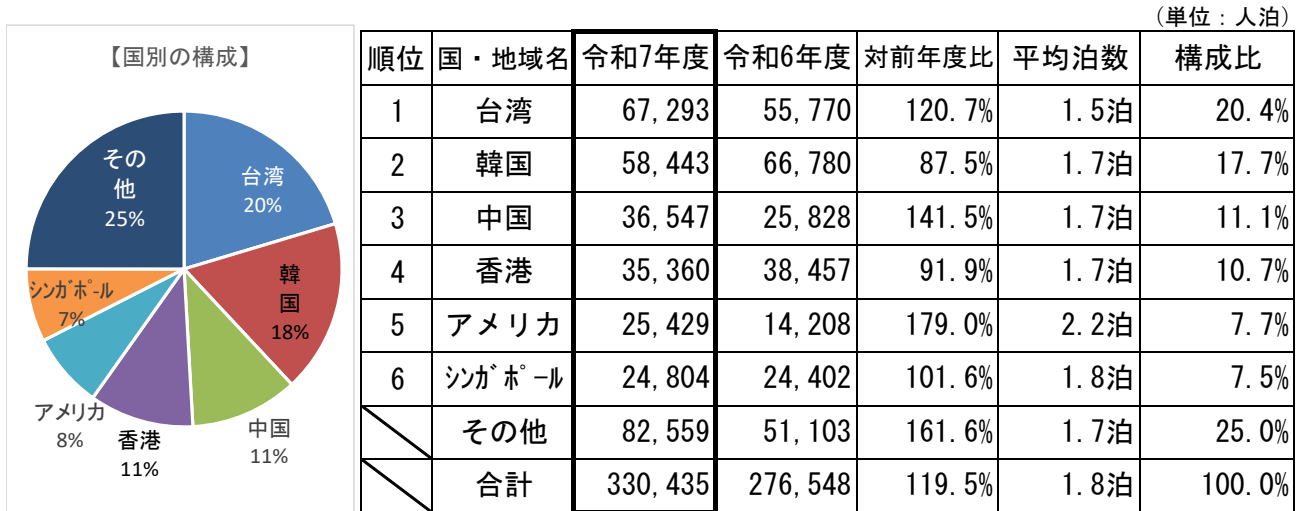 (単位:人泊)
【国別の構成】
その
他
25%
台湾
20%
韓
国
18%
シンガポール
7%
アメリカ
8%
香港
11%
中国
11%
順位 国・地域名 令和7年度 令和6年度 対前年度比 平均泊数 構成比
1 台湾 67,293 55,770 120.7% 1.5泊 20.4%
2 韓国 58,443 66,780 87.5% 1.7泊 17.7%
3 中国 36,547 25,828 141.5% 1.7泊 11.1%
4 香港 35,360 38,457 91.9% 1.7泊 10.7%
5 アメリカ 25,429 14,208 179.0% 2.2泊 7.7%
6 シンガポール 24,804 24,402 101.6% 1.8泊 7.5%
その他 82,559 51,103 161.6% 1.7泊 25.0%
合計 330,435 276,548 119.5% 1.8泊 100.0%